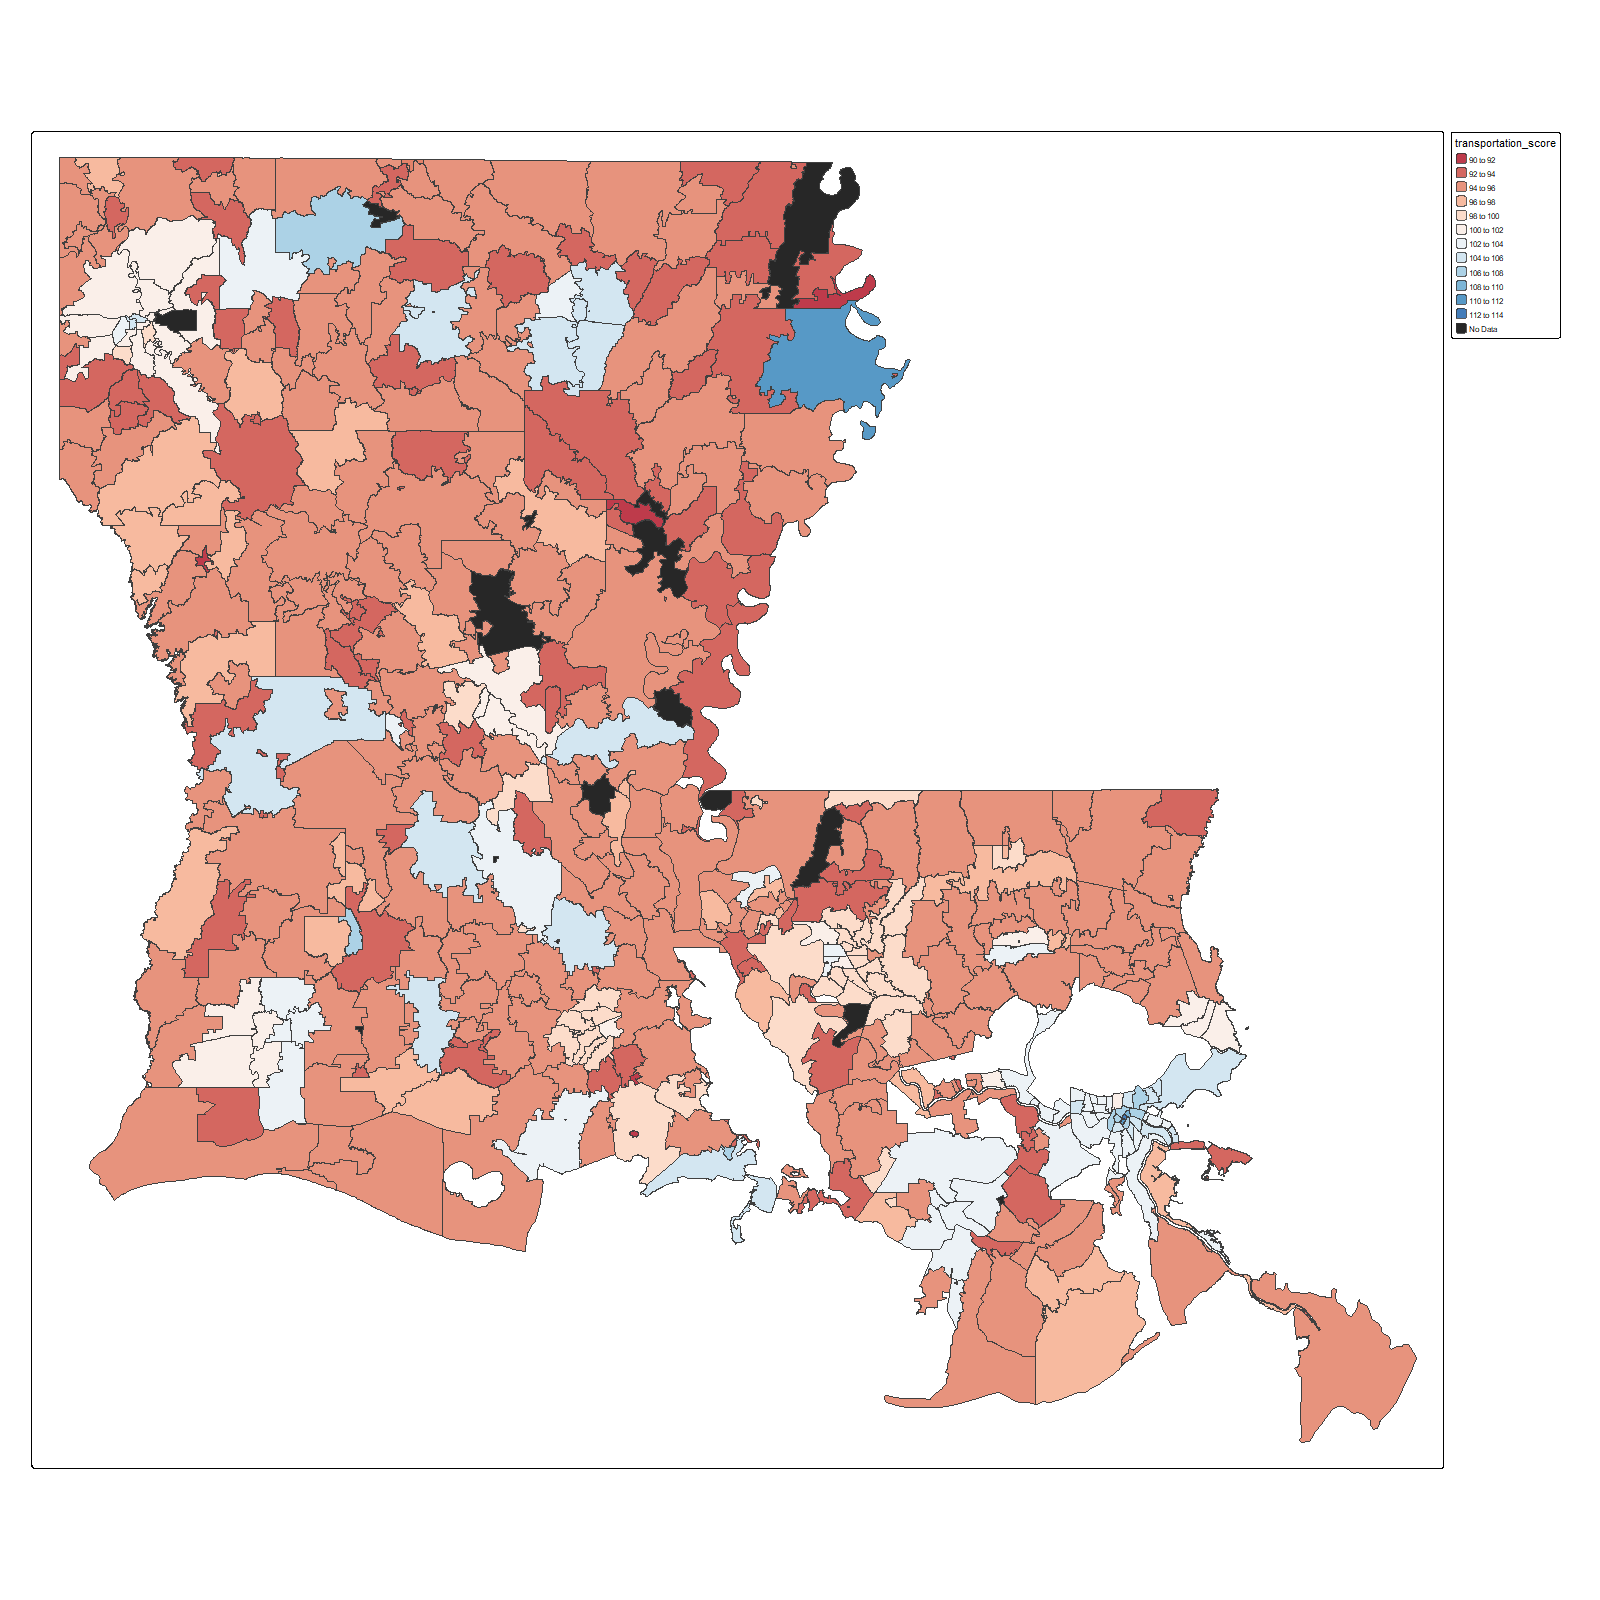 transportation_score
90 to 92
92 to 94
94 to 96
96 to 98
98 to 100
100 to 102
102 to 104
104 to 106
106 to 108
108 to 110
110 to 112
112 to 114
No Data